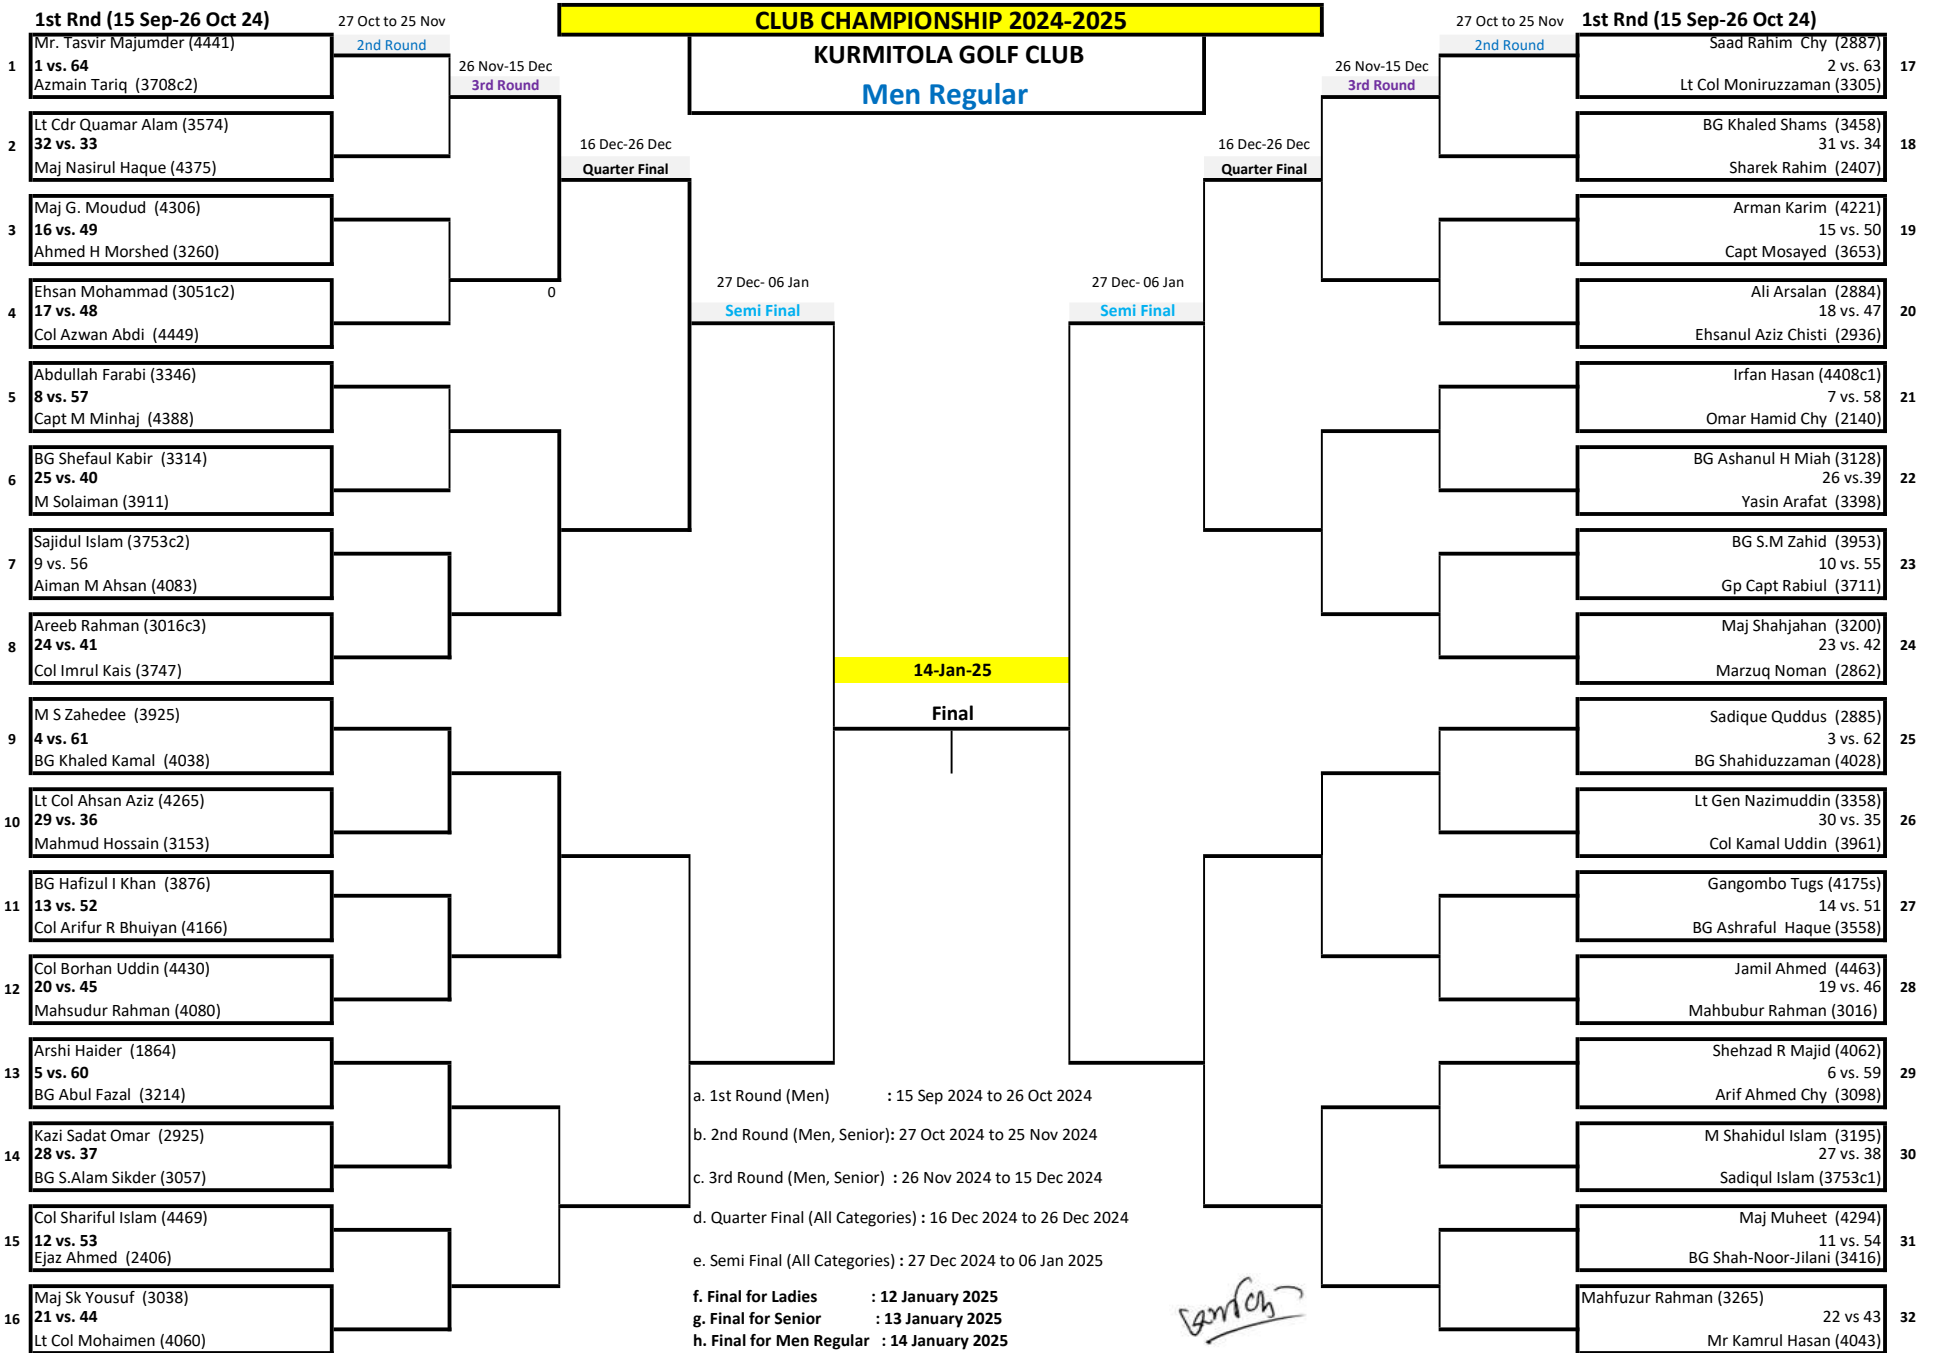 CLUB CHAMPIONSHIP 2024-2025
KURMITOLA GOLF CLUB
Men Regular
1st Rnd (15 Sep-26 Oct 24)
27 Oct to 25 Nov
2nd Round
26 Nov-15 Dec
3rd Round
16 Dec-26 Dec
Quarter Final
27 Dec- 06 Jan
Semi Final
1
Mr. Tasvir Majumder (4441)
1 vs. 64
Azmain Tariq (3708c2)
2
Lt Cdr Quamar Alam (3574)
32 vs. 33
Maj Nasirul Haque (4375)
3
Maj G. Moudud (4306)
16 vs. 49
Ahmed H Morshed (3260)
0
4
Ehsan Mohammad (3051c2)
17 vs. 48
Col Azwan Abdi (4449)
5
Abdullah Farabi (3346)
8 vs. 57
Capt M Minhaj (4388)
6
BG Shefaul Kabir (3314)
25 vs. 40
M Solaiman (3911)
7
Sajidul Islam (3753c2)
9 vs. 56
Aiman M Ahsan (4083)
8
Areeb Rahman (3016c3)
24 vs. 41
Col Imrul Kais (3747)
9
M S Zahedee (3925)
4 vs. 61
BG Khaled Kamal (4038)
10
Lt Col Ahsan Aziz (4265)
29 vs. 36
Mahmud Hossain (3153)
11
BG Hafizul I Khan (3876)
13 vs. 52
Col Arifur R Bhuiyan (4166)
12
Col Borhan Uddin (4430)
20 vs. 45
Mahsudur Rahman (4080)
13
Arshi Haider (1864)
5 vs. 60
BG Abul Fazal (3214)
14
Kazi Sadat Omar (2925)
28 vs. 37
BG S.Alam Sikder (3057)
15
Col Shariful Islam (4469)
12 vs. 53
Ejaz Ahmed (2406)
16
Maj Sk Yousuf (3038)
21 vs. 44
Lt Col Mohaimen (4060)
14-Jan-25
Final
a. 1st Round (Men) : 15 Sep 2024 to 26 Oct 2024
b. 2nd Round (Men, Senior): 27 Oct 2024 to 25 Nov 2024
c. 3rd Round (Men, Senior) : 26 Nov 2024 to 15 Dec 2024
d. Quarter Final (All Categories) : 16 Dec 2024 to 26 Dec 2024
e. Semi Final (All Categories) : 27 Dec 2024 to 06 Jan 2025
f. Final for Ladies : 12 January 2025
g. Final for Senior : 13 January 2025
h. Final for Men Regular : 14 January 2025
27 Dec- 06 Jan
Semi Final
16 Dec-26 Dec
Quarter Final
26 Nov-15 Dec
3rd Round
27 Oct to 25 Nov
2nd Round
1st Rnd (15 Sep-26 Oct 24)
Saad Rahim Chy (2887)
2 vs. 63
Lt Col Moniruzzaman (3305)
17
BG Khaled Shams (3458)
31 vs. 34
Sharek Rahim (2407)
18
Arman Karim (4221)
15 vs. 50
Capt Mosayed (3653)
19
Ali Arsalan (2884)
18 vs. 47
Ehsanul Aziz Chisti (2936)
20
Irfan Hasan (4408c1)
7 vs. 58
Omar Hamid Chy (2140)
21
BG Ashanul H Miah (3128)
26 vs.39
Yasin Arafat (3398)
22
BG S.M Zahid (3953)
10 vs. 55
Gp Capt Rabiul (3711)
23
Maj Shahjahan (3200)
23 vs. 42
Marzuq Noman (2862)
24
Sadique Quddus (2885)
3 vs. 62
BG Shahiduzzaman (4028)
25
Lt Gen Nazimuddin (3358)
30 vs. 35
Col Kamal Uddin (3961)
26
Gangombo Tugs (4175s)
14 vs. 51
BG Ashraful Haque (3558)
27
Jamil Ahmed (4463)
19 vs. 46
Mahbubur Rahman (3016)
28
Shehzad R Majid (4062)
6 vs. 59
Arif Ahmed Chy (3098)
29
M Shahidul Islam (3195)
27 vs. 38
Sadiqul Islam (3753c1)
30
Maj Muheet (4294)
11 vs. 54
BG Shah-Noor-Jilani (3416)
31
Mahfuzur Rahman (3265)
22 vs 43
Mr Kamrul Hasan (4043)
32